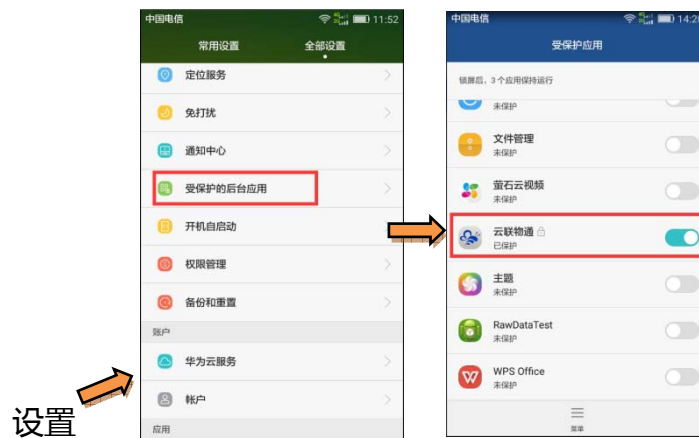 中国电信
11:52
常用设置
全部设置
定位服务
免打扰
通知中心
受保护的后台应用
开机自启动
权限管理
备份和重置
账户
华为云服务
帐户
应用
设置
中国电信
14:26
受保护应用
锁屏后，3 个应用保持运行
未保护
文件管理
未保护
萤石云视频
未保护
云联物通
已保护
主题
未保护
RawDataTest
未保护
WPS Office
未保护
菜单